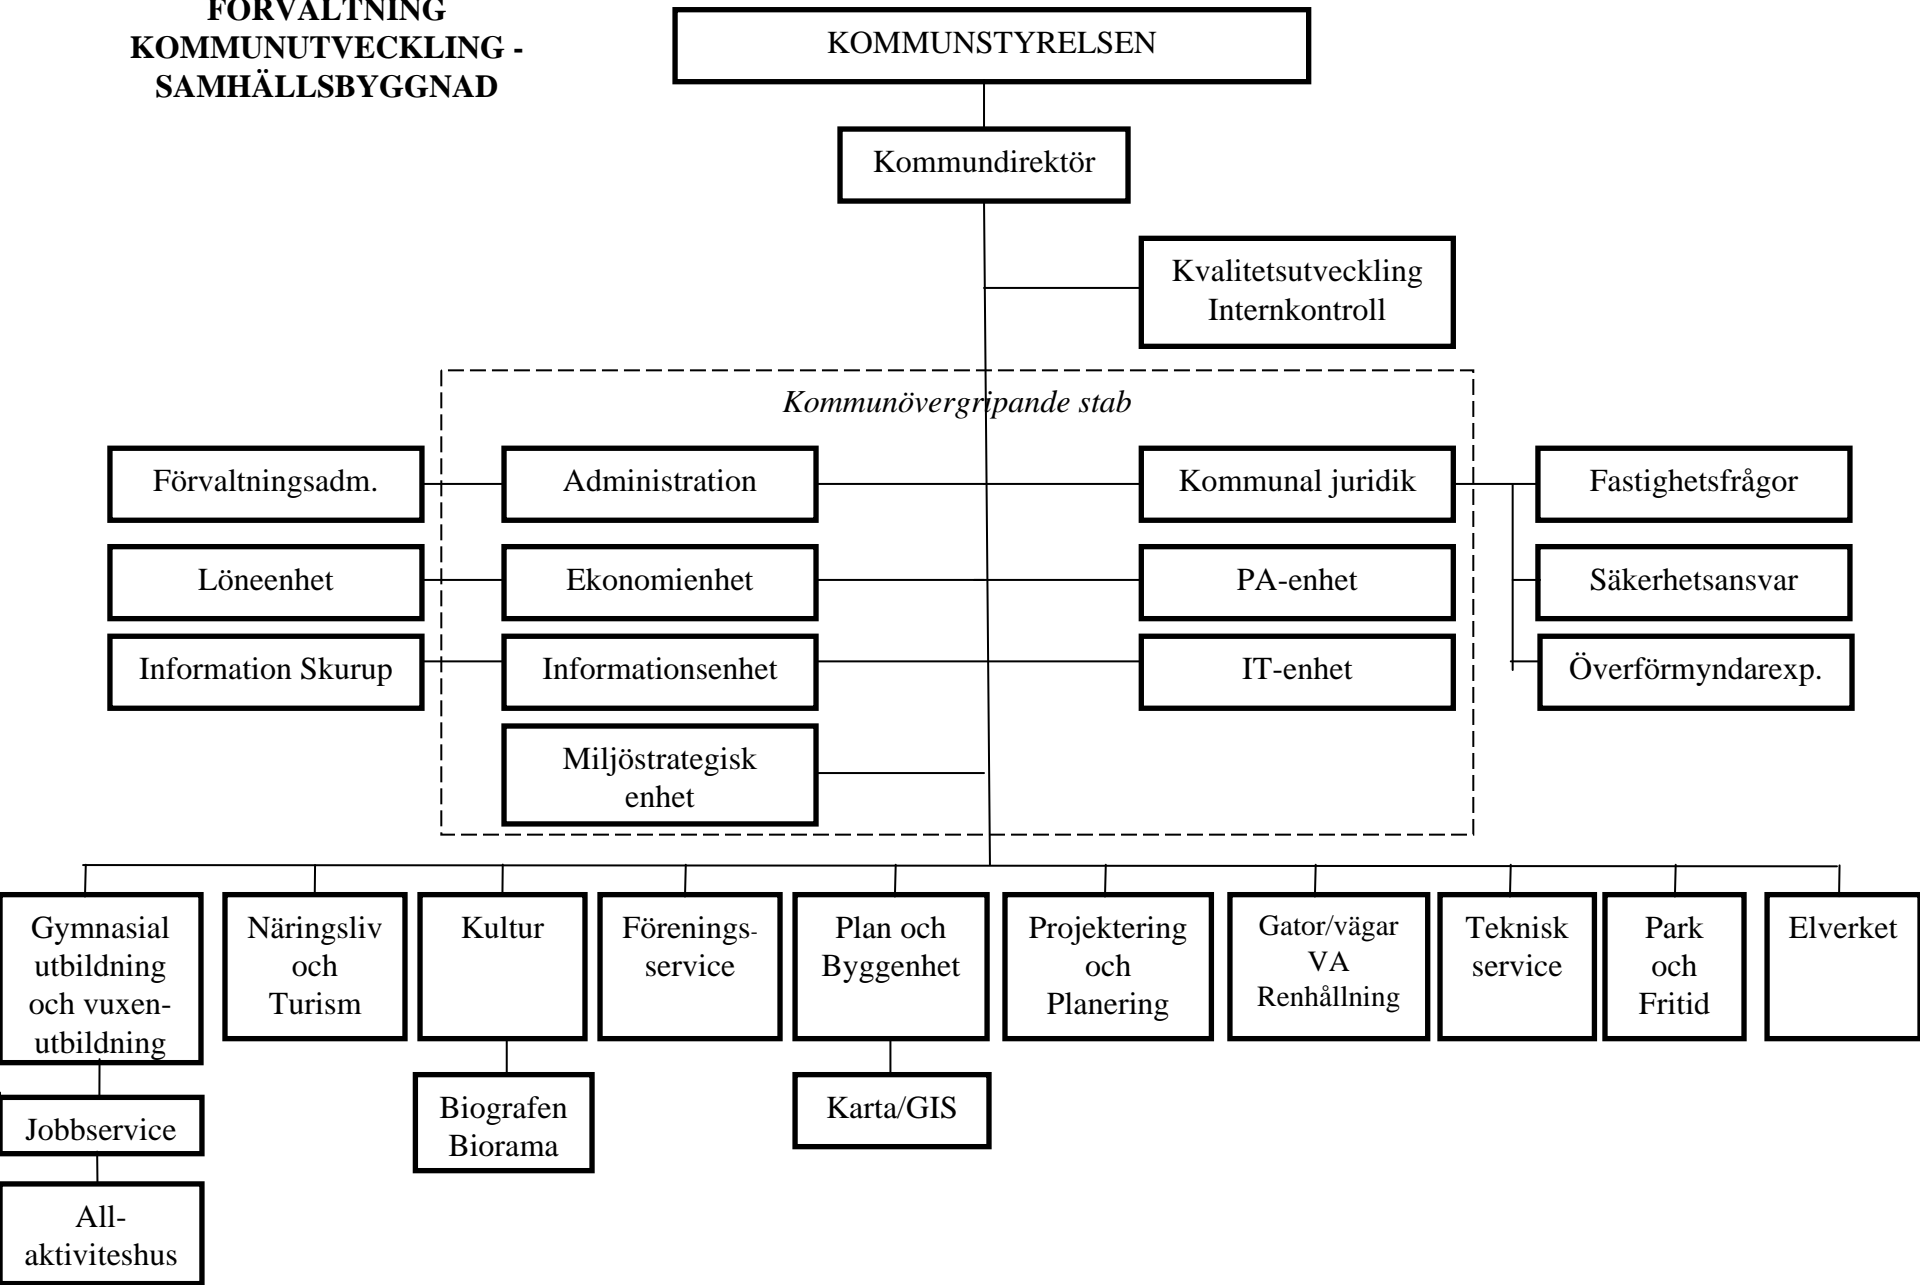 FÖRVALTNING
KOMMUNUTVECKLING -
SAMHÄLLSBYGGNAD
KOMMUNSTYRELSEN
Kommundirektör
Kvalitetsutveckling
Internkontroll
Kommunövergripande stab
Förvaltningsadm.
Administration
Kommunal juridik
Fastighetsfrågor
Löneenhet
Ekonomienhet
PA-enhet
Säkerhetsansvar
Information Skurup
Informationsenhet
IT-enhet
Överförmyndarexp.
Miljöstrategisk
enhet
Gymnasial
utbildning
och vuxen-
utbildning
Näringsliv
och
Turism
Kultur
Förenings-
service
Plan och
Byggenhet
Projektering
och
Planering
Gator/vägar
VA
Renhållning
Teknisk
service
Park
och
Fritid
Elverket
Jobbservice
Biografen
Biorama
Karta/GIS
All-
aktiviteshus